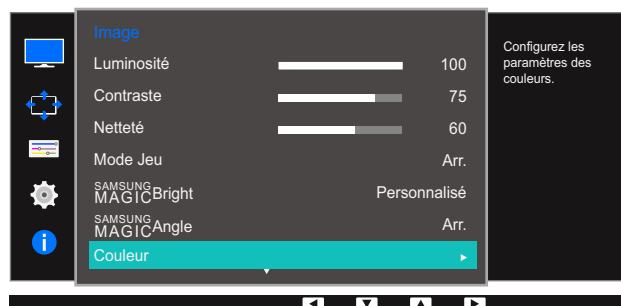 Image
Luminosité 100
Contraste 75
Netteté 60
Mode Jeu Arr.
SAMSUNG
MAGICBright Personnalisé
SAMSUNG
MAGICAngle Arr.
Couleur
Configurez les
paramètres des
couleurs.